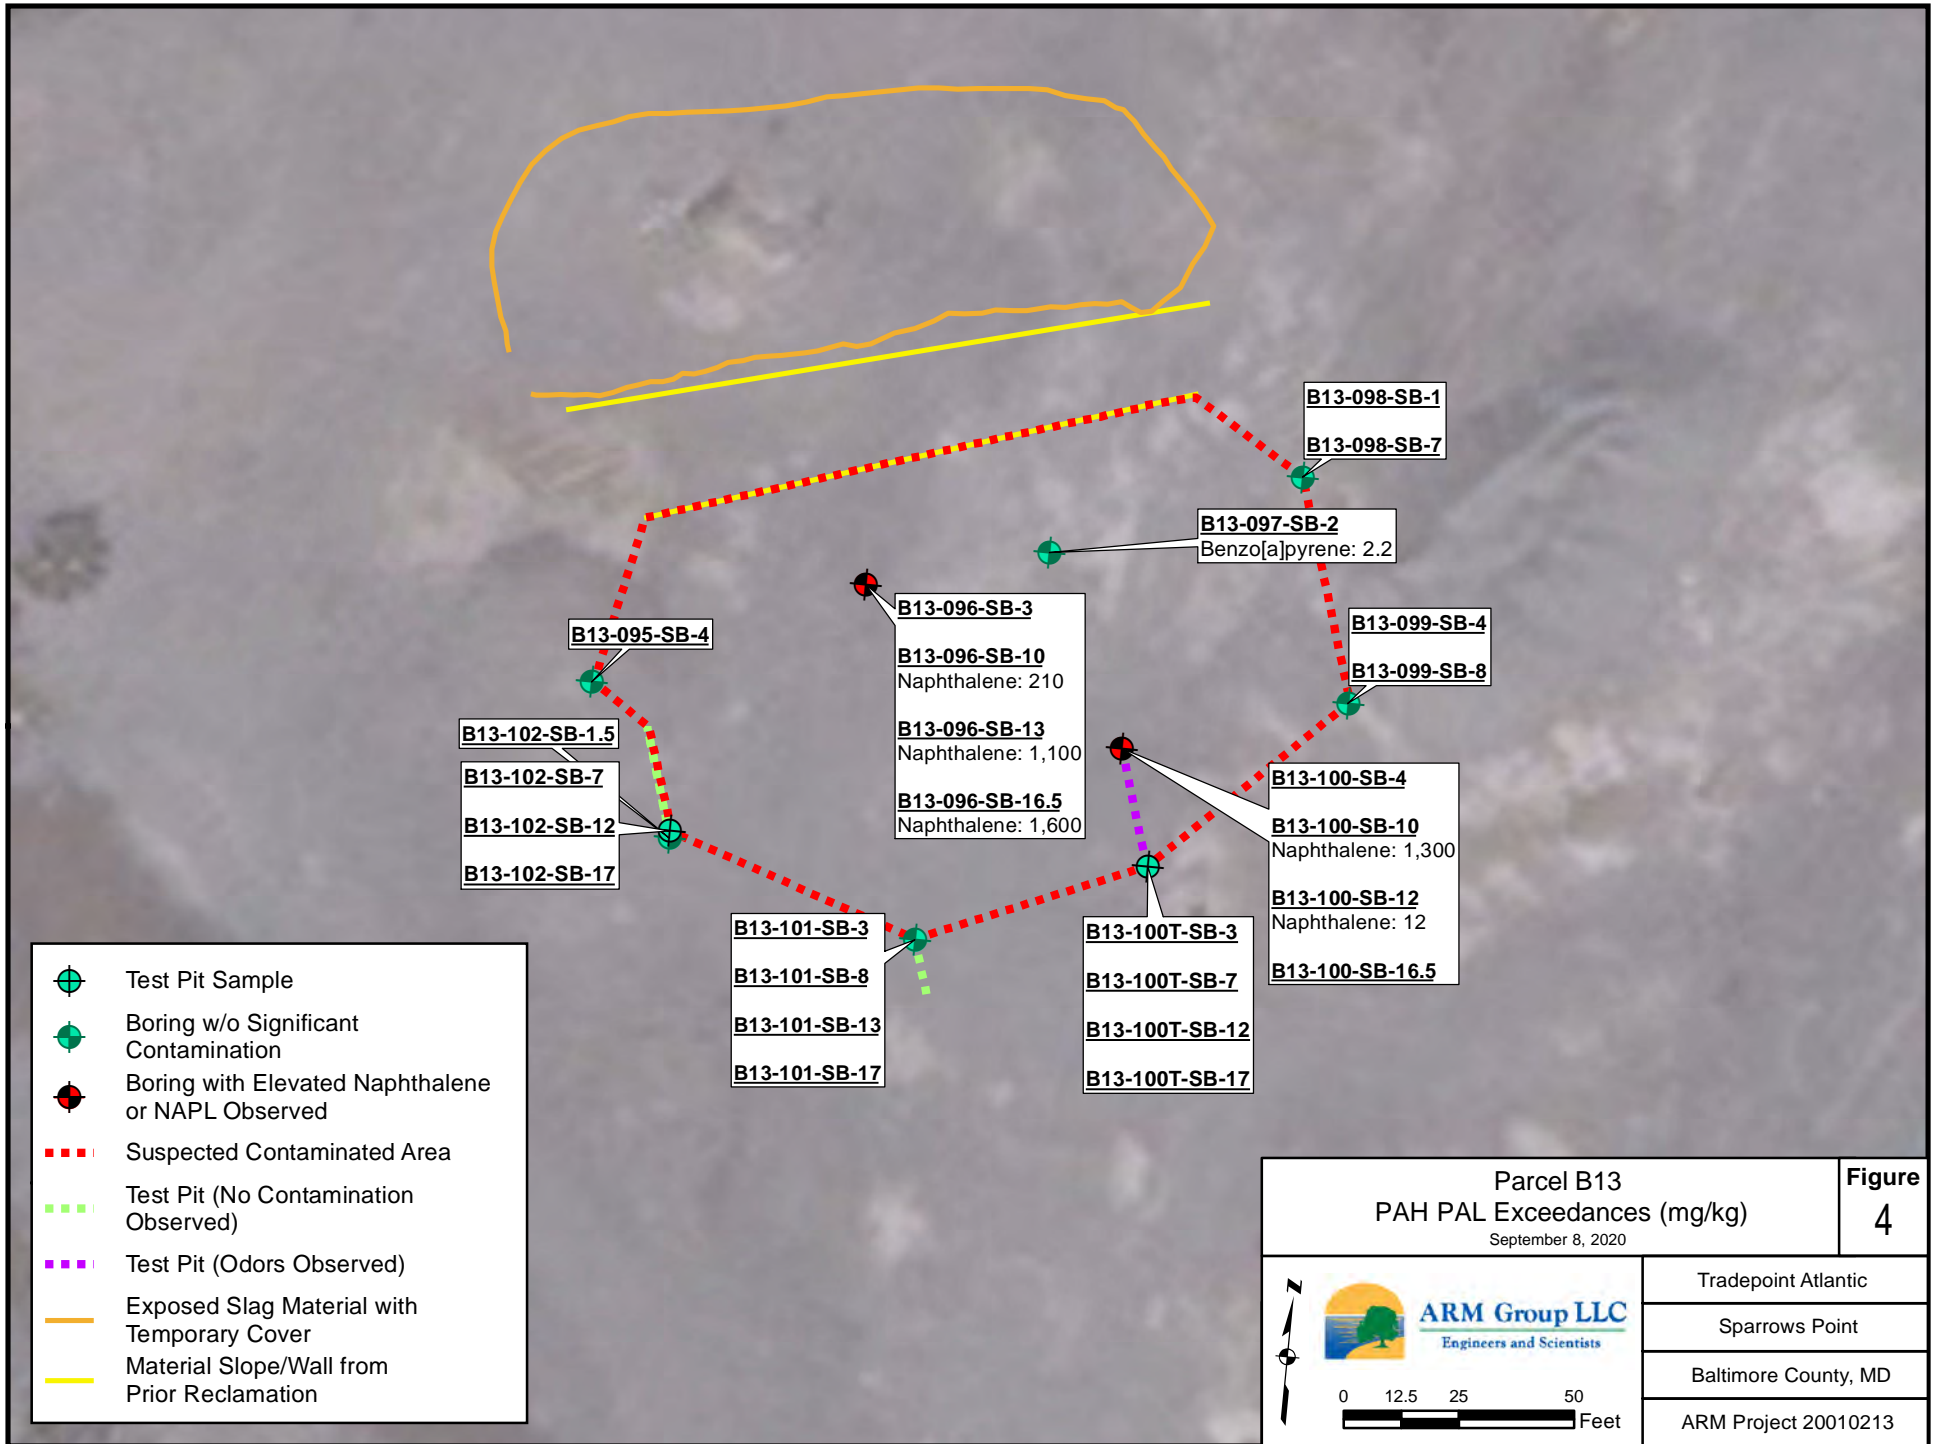 B13-098-SB-1
B13-098-SB-7
B13-097-SB-2
Benzo[a]pyrene: 2.2
B13-096-SB-3
B13-096-SB-10
Naphthalene: 210
B13-096-SB-13
Naphthalene: 1,100
B13-096-SB-16.5
Naphthalene: 1,600
B13-095-SB-4
B13-099-SB-4
B13-099-SB-8
B13-102-SB-1.5
B13-102-SB-7
B13-102-SB-12
B13-102-SB-17
B13-100-SB-4
B13-100-SB-10
Naphthalene: 1,300
B13-100-SB-12
Naphthalene: 12
B13-100-SB-16.5
B13-101-SB-3
B13-101-SB-8
B13-101-SB-13
B13-101-SB-17
B13-100T-SB-3
B13-100T-SB-7
B13-100T-SB-12
B13-100T-SB-17
Test Pit Sample
Boring w/o Significant
Contamination
Boring with Elevated Naphthalene
or NAPL Observed
Suspected Contaminated Area
Test Pit (No Contamination
Observed)
Test Pit (Odors Observed)
Exposed Slag Material with
Temporary Cover
Material Slope/Wall from
Prior Reclamation
Parcel B13
PAH PAL Exceedances (mg/kg)
September 8, 2020
Figure
4
N
ARM Group LLC
Engineers and Scientists
0 12.5 25 50
Feet
Tradepoint Atlantic
Sparrows Point
Baltimore County, MD
ARM Project 20010213